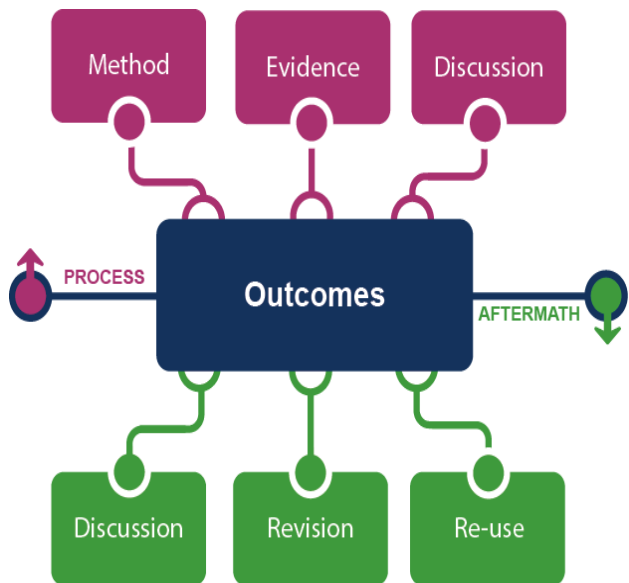 Method
Evidence
Discussion
PROCESS
Outcomes
AFTERMATH
Discussion
Revision
Re-use